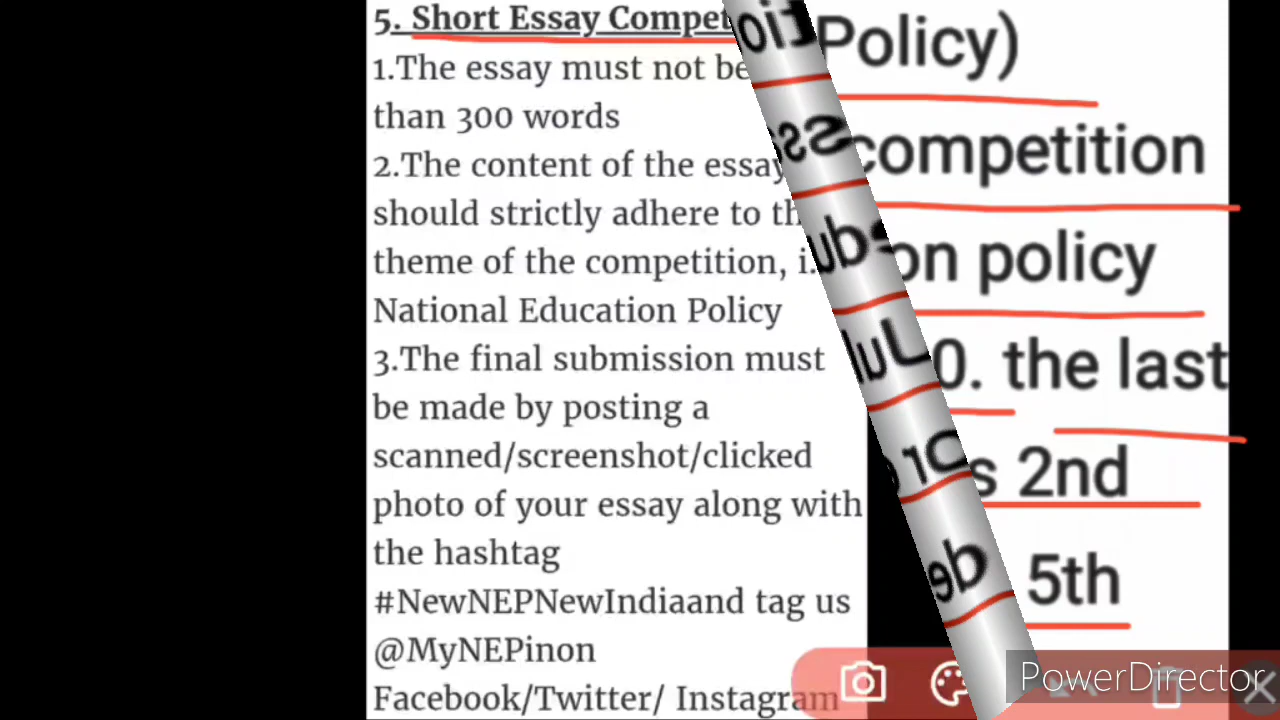 5. Short Essay Compet
1.The essay must not be
than 300 words
2.The content of the essay
should strictly adhere to th
theme of the competition, i.
National Education Policy
3.The final submission must
be made by posting a
scanned/screenshot/clicked
photo of your essay along with
the hashtag
#NewNEPNewIndiaand tag us
@MyNEPinon
Facebook/Twitter/ Instagram
Policy)
competition
on policy
0. the last
s 2nd
5th
PowerDirector